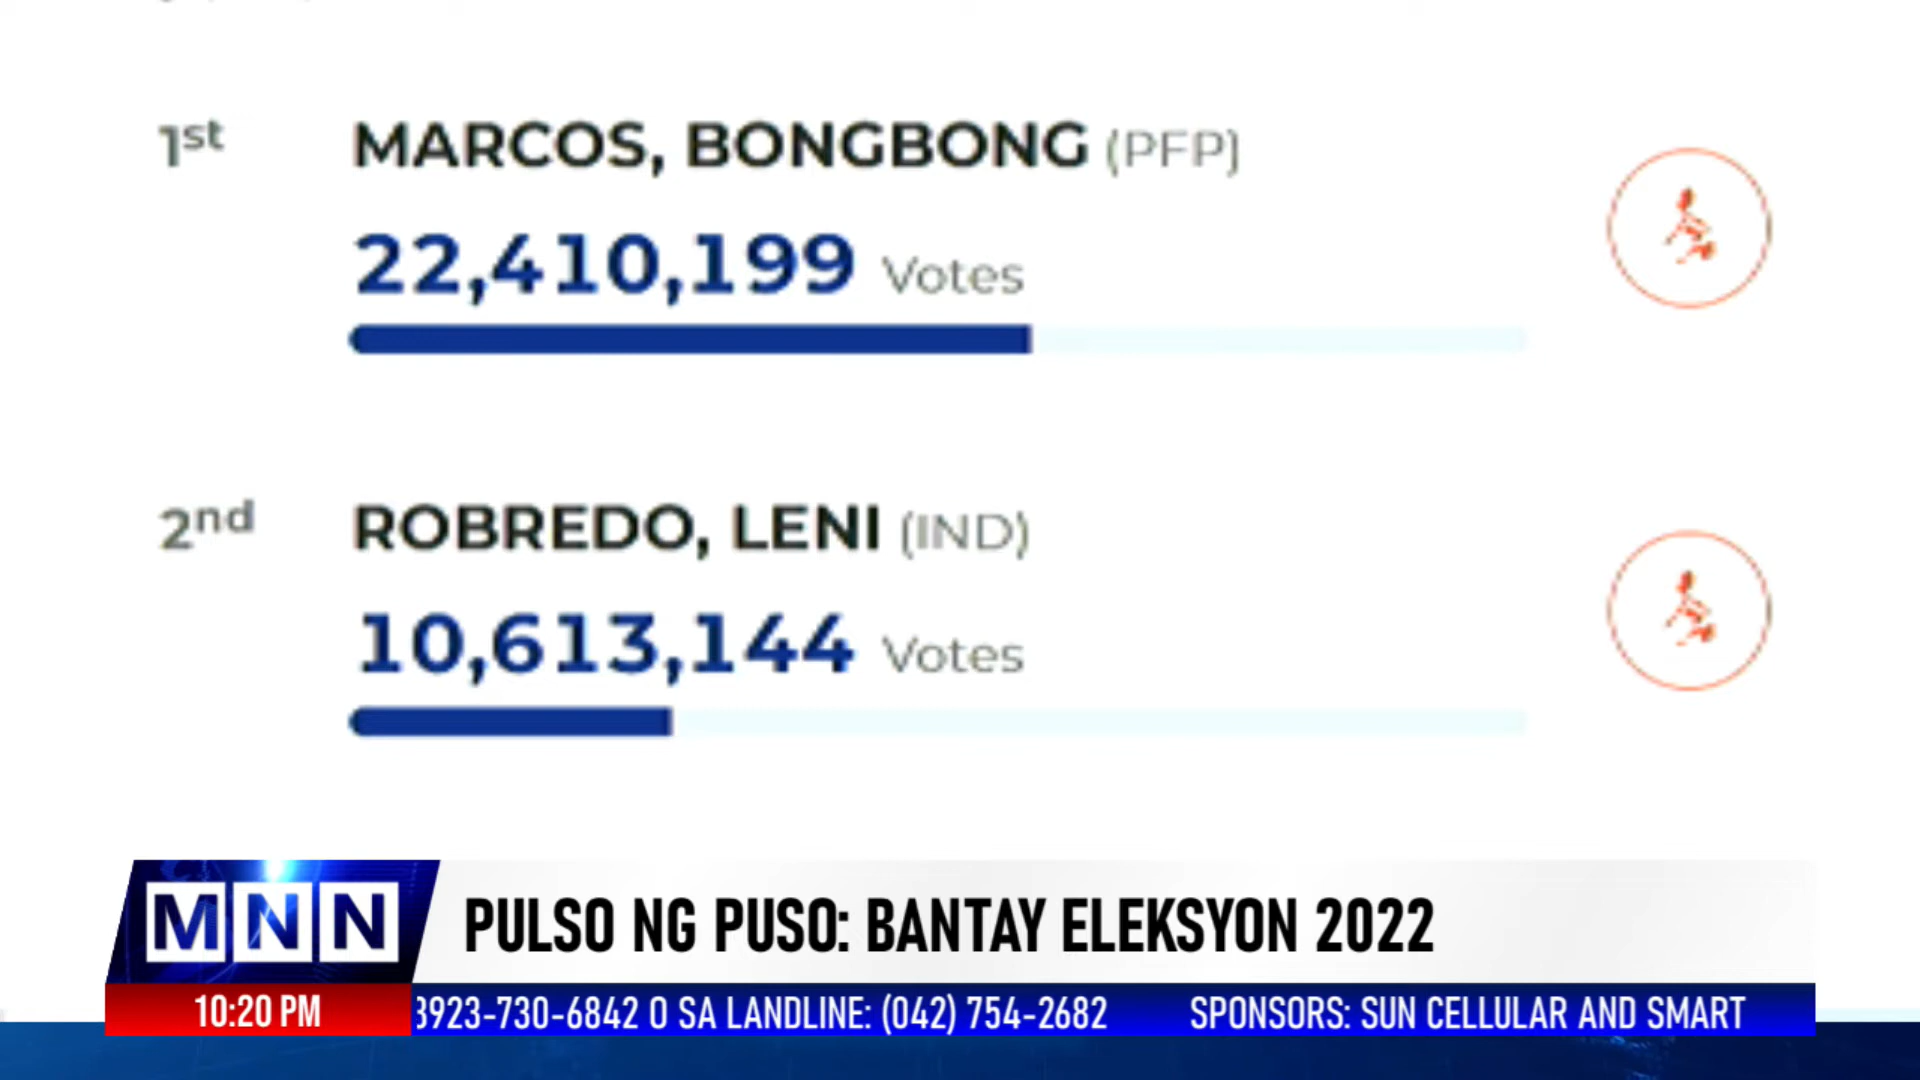 1st MARCOS, BONGBONG (PFP)
22,410,199 Votes
2nd ROBREDO, LENI (IND)
10,613,144 Votes
MNN PULSO NG PUSO: BANTAY ELEKSYON 2022
10:20 PM 3923-730-6842 O SA LANDLINE: (042) 754-2682 SPONSORS: SUN CELLULAR AND SMART